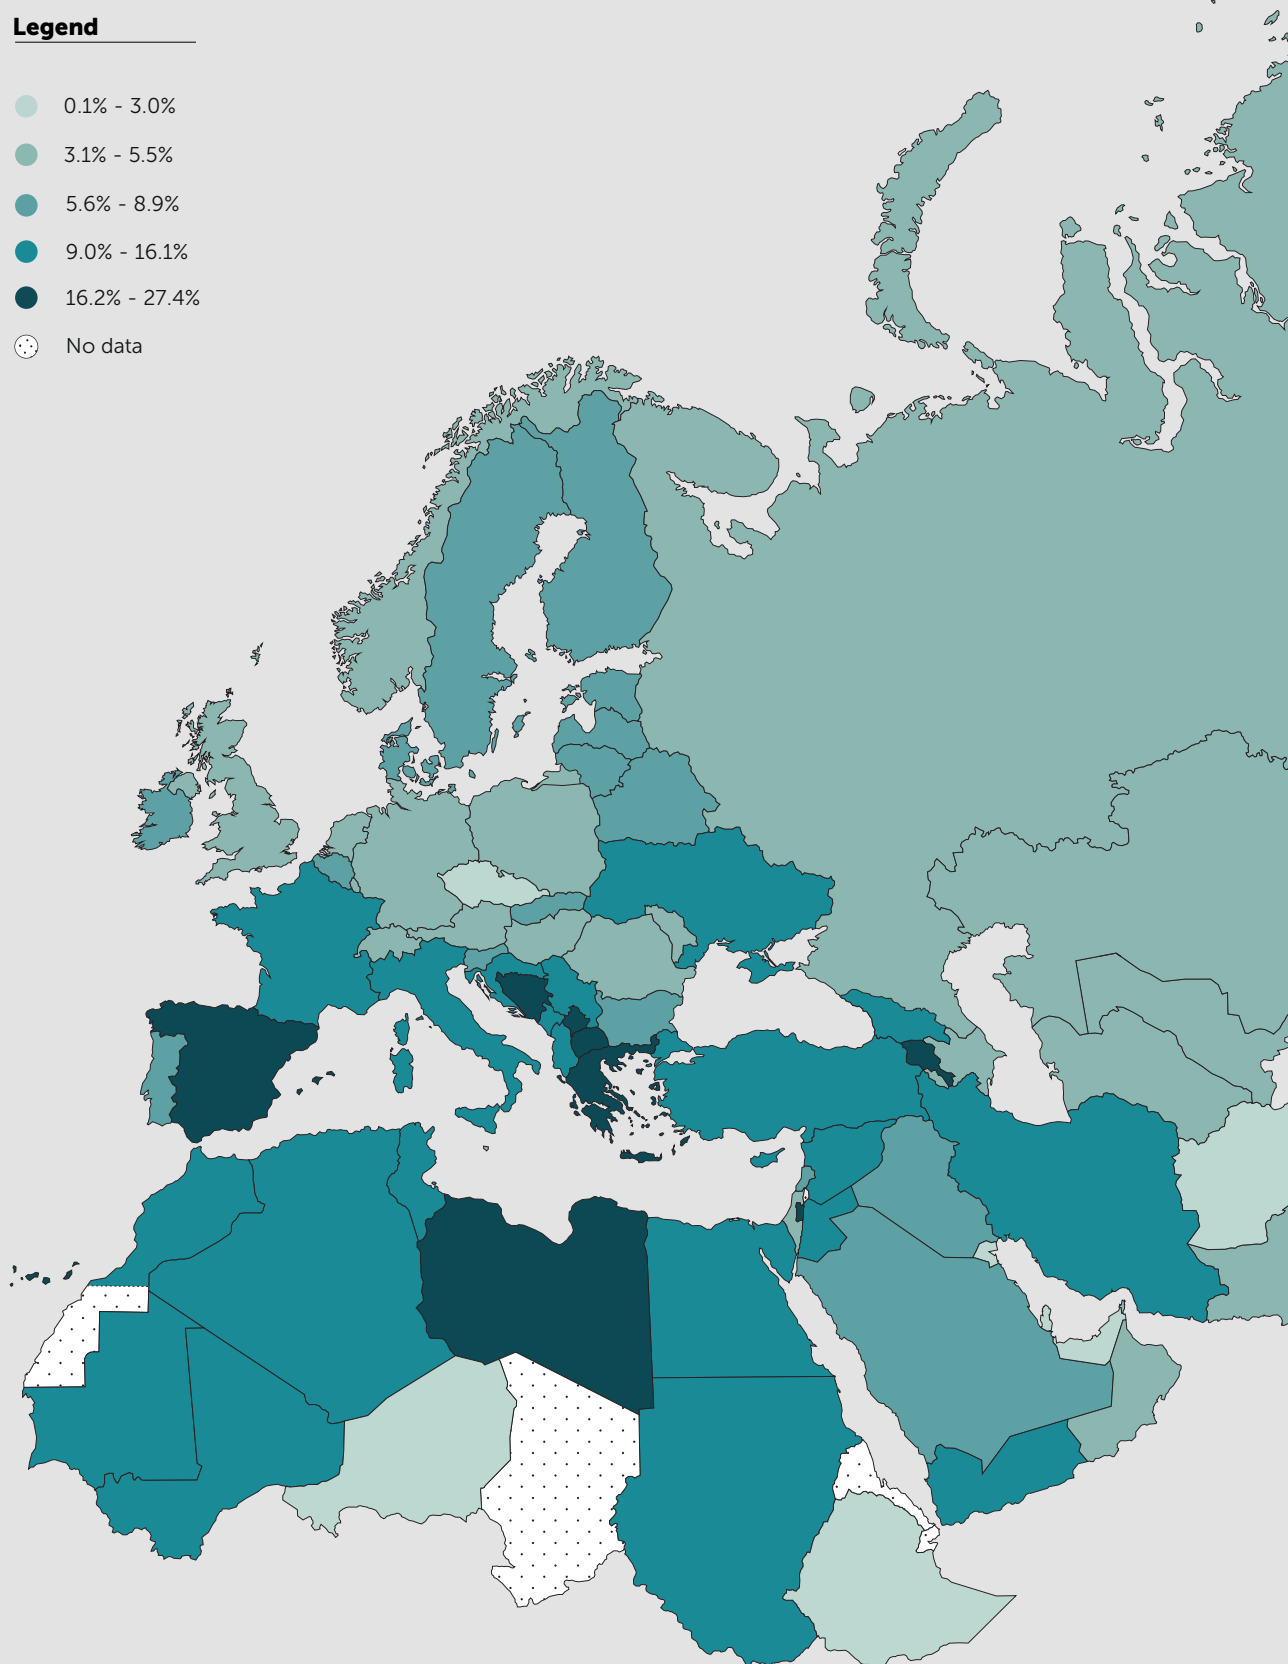 Legend
0.1% - 3.0%
3.1% - 5.5%
5.6% - 8.9%
9.0% - 16.1%
16.2% - 27.4%
No data